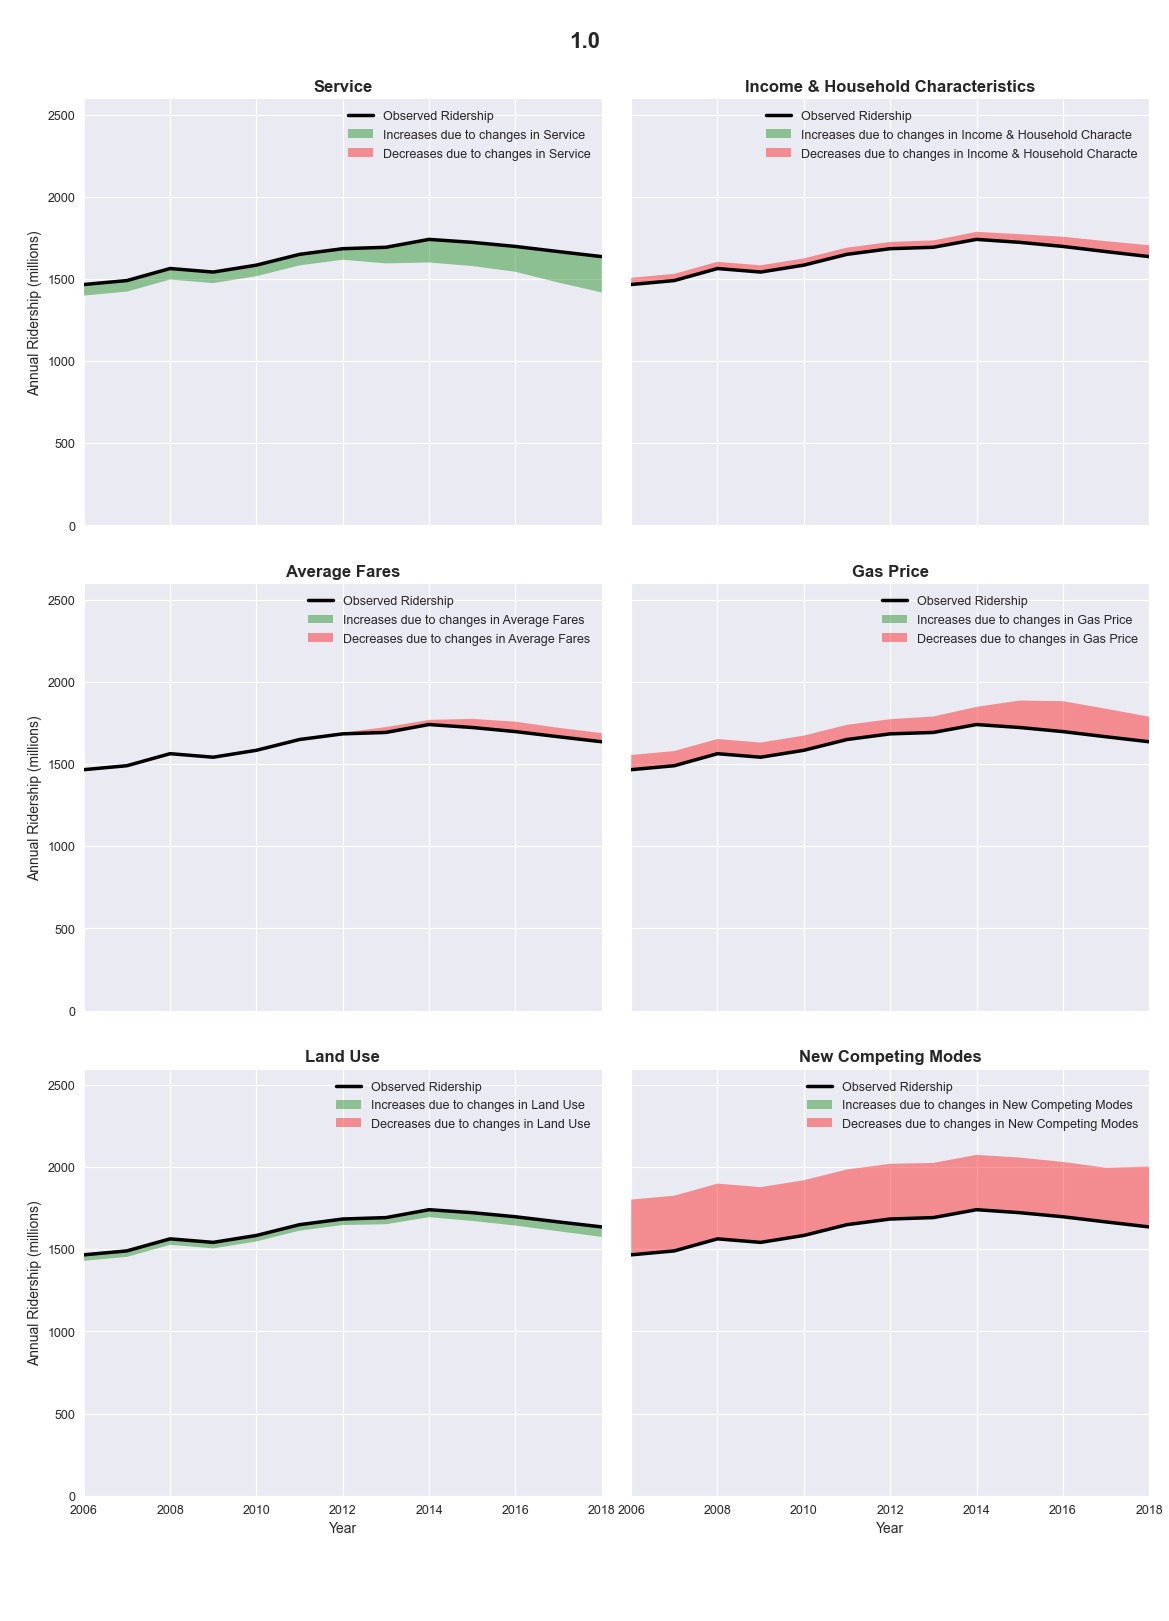 1.0
Service
Observed Ridership
Increases due to changes in Service
Decreases due to changes in Service
2500
2000
1500
1000
500
0
Annual Ridership (millions)
Income & Household Characteristics
Observed Ridership
Increases due to changes in Income & Household Characte
Decreases due to changes in Income & Household Characte
Average Fares
Observed Ridership
Increases due to changes in Average Fares
Decreases due to changes in Average Fares
2500
2000
1500
1000
500
0
Annual Ridership (millions)
Gas Price
Observed Ridership
Increases due to changes in Gas Price
Decreases due to changes in Gas Price
Land Use
Observed Ridership
Increases due to changes in Land Use
Decreases due to changes in Land Use
2500
2000
1500
1000
500
0
Annual Ridership (millions)
2006 2008 2010 2012 2014 2016 2018
Year
New Competing Modes
Observed Ridership
Increases due to changes in New Competing Modes
Decreases due to changes in New Competing Modes
2006 2008 2010 2012 2014 2016 2018
Year